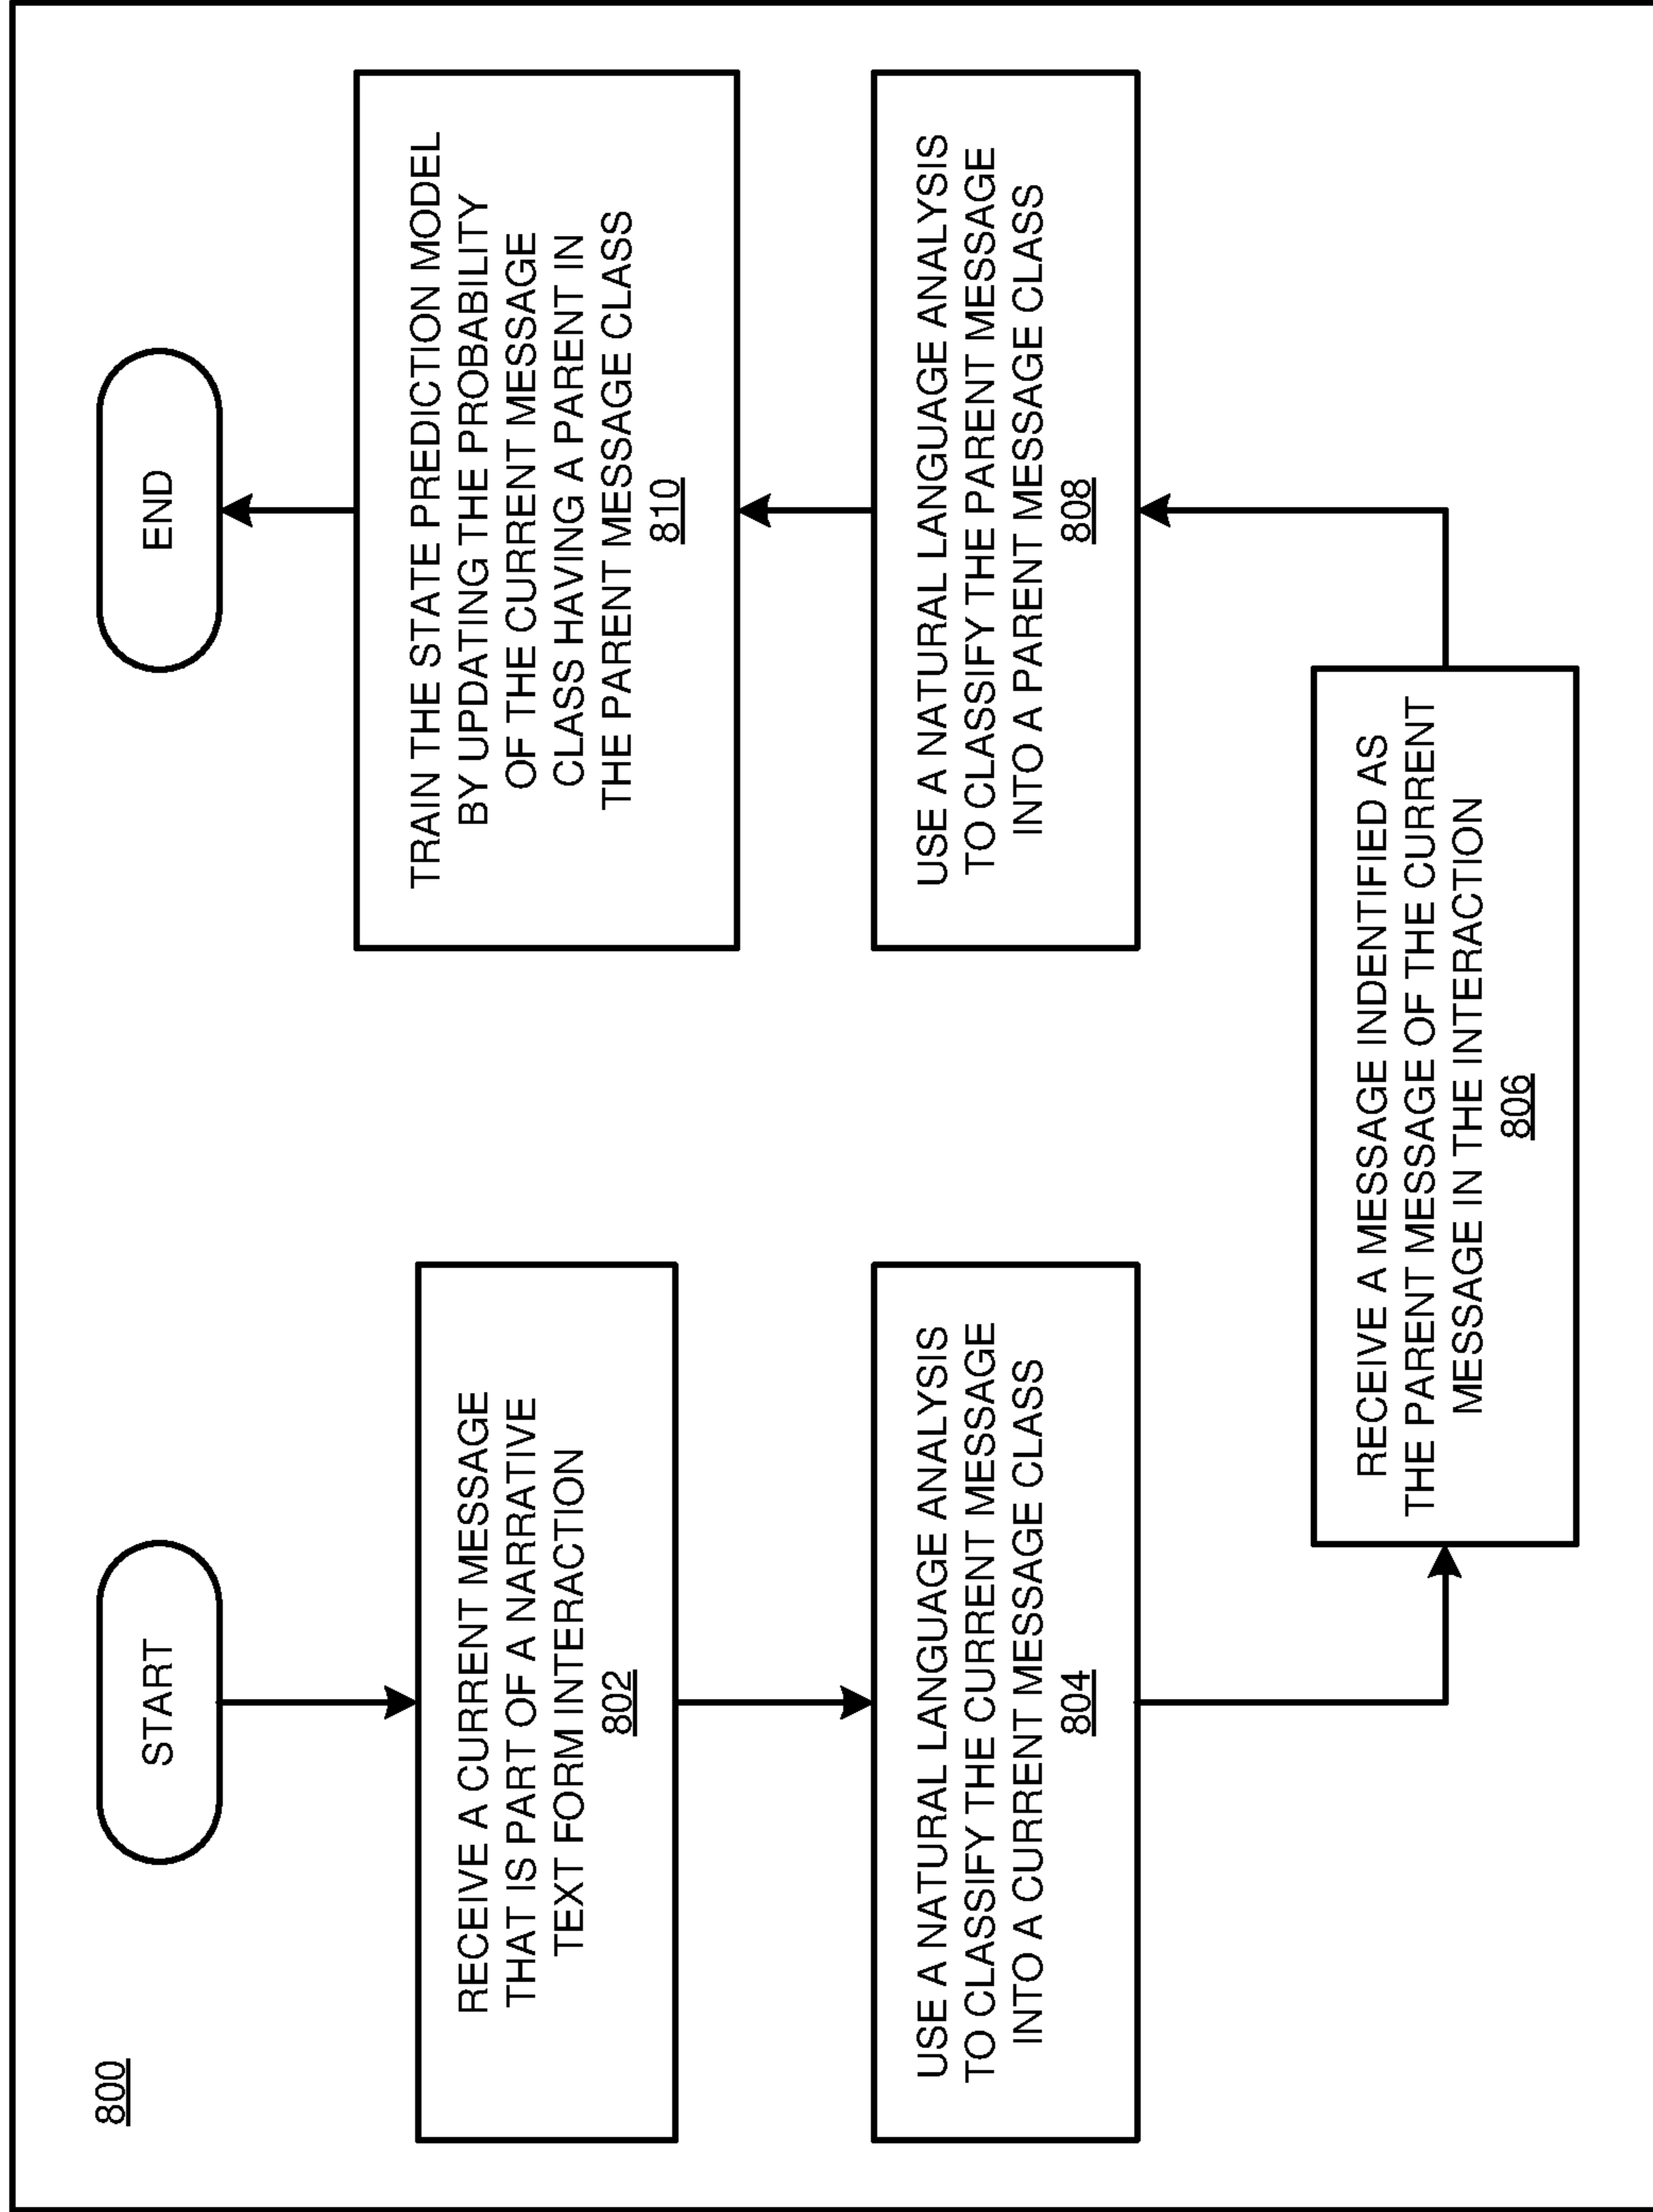 800
START
RECEIVE A CURRENT MESSAGE
THAT IS PART OF A NARRATIVE
TEXT FORM INTERACTION
802
USE A NATURAL LANGUAGE ANALYSIS
TO CLASSIFY THE CURRENT MESSAGE
INTO A CURRENT MESSAGE CLASS
804
RECEIVE A MESSAGE INDENTIFIED AS
THE PARENT MESSAGE OF THE CURRENT
MESSAGE IN THE INTERACTION
806
USE A NATURAL LANGUAGE ANALYSIS
TO CLASSIFY THE PARENT MESSAGE
INTO A PARENT MESSAGE CLASS
808
TRAIN THE STATE PREDICTION MODEL
BY UPDATING THE PROBABILITY
OF THE CURRENT MESSAGE
CLASS HAVING A PARENT IN
THE PARENT MESSAGE CLASS
810
END